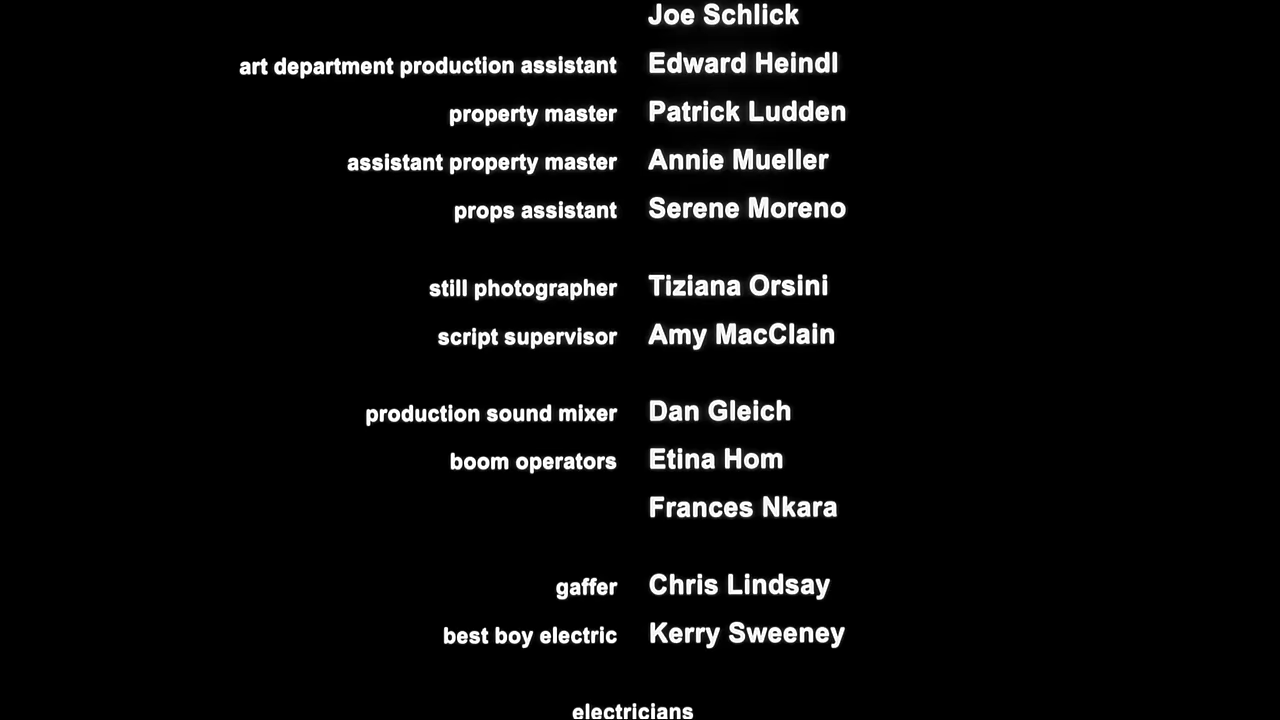 Joe Schlick
art department production assistant Edward Heindl
property master Patrick Ludden
assistant property master Annie Mueller
props assistant Serene Moreno
still photographer Tiziana Orsini
script supervisor Amy MacClain
production sound mixer Dan Gleich
boom operators Etina Hom
Frances Nkara
gaffer Chris Lindsay
best boy electric Kerry Sweeney
electricians